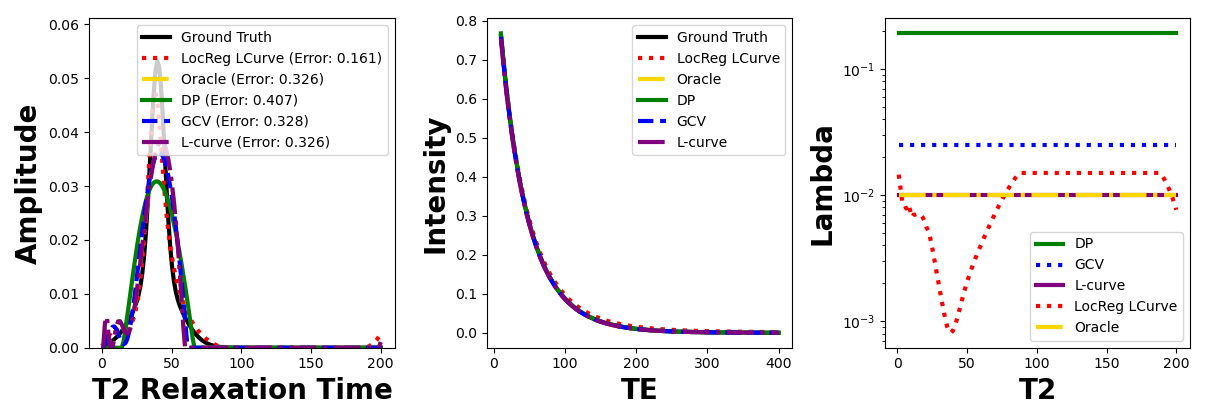 0.06
0.05
0.04
0.03
0.02
0.01
0.00
Amplitude
Ground Truth
LocReg LCurve (Error: 0.161)
Oracle (Error: 0.326)
DP (Error: 0.407)
GCV (Error: 0.328)
L-curve (Error: 0.326)
0 50 100 150 200
T2 Relaxation Time
0.8
0.7
0.6
0.5
0.4
0.3
0.2
0.1
0.0
Intensity
Ground Truth
LocReg LCurve
Oracle
DP
GCV
L-curve
0 100 200 300 400
TE
10⁻¹
10⁻²
10⁻³
Lambda
DP
GCV
L-curve
LocReg LCurve
Oracle
0 50 100 150 200
T2